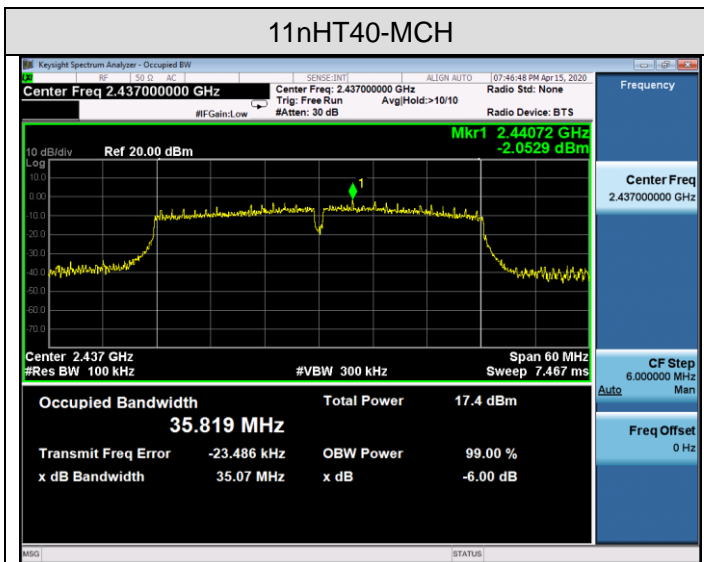 11nHT40-MCH
Keysight Spectrum Analyzer - Occupied BW
RF 50 Ω AC SENSE:INT ALIGN AUTO 07:46:48 PM Apr 15, 2020
Center Freq 2.437000000 GHz Center Freq: 2.437000000 GHz Radio Std: None Frequency
Trig: Free Run Avg|Hold:>10/10
#IFGain:Low #Atten: 30 dB Radio Device: BTS
Mkr1 2.44072 GHz
10 dB/div Ref 20.00 dBm -2.0529 dBm
Log
10.0
0.00
-10.0
-20.0
-30.0
-40.0
-50.0
-60.0
-70.0
1
Center Freq
2.437000000 GHz
Center 2.437 GHz Span 60 MHz
#Res BW 100 kHz #VBW 300 kHz Sweep 7.467 ms
CF Step
6.000000 MHz
Auto Man
Occupied Bandwidth Total Power 17.4 dBm
35.819 MHz
Freq Offset
0 Hz
Transmit Freq Error -23.486 kHz OBW Power 99.00 %
x dB Bandwidth 35.07 MHz x dB -6.00 dB
MSG STATUS